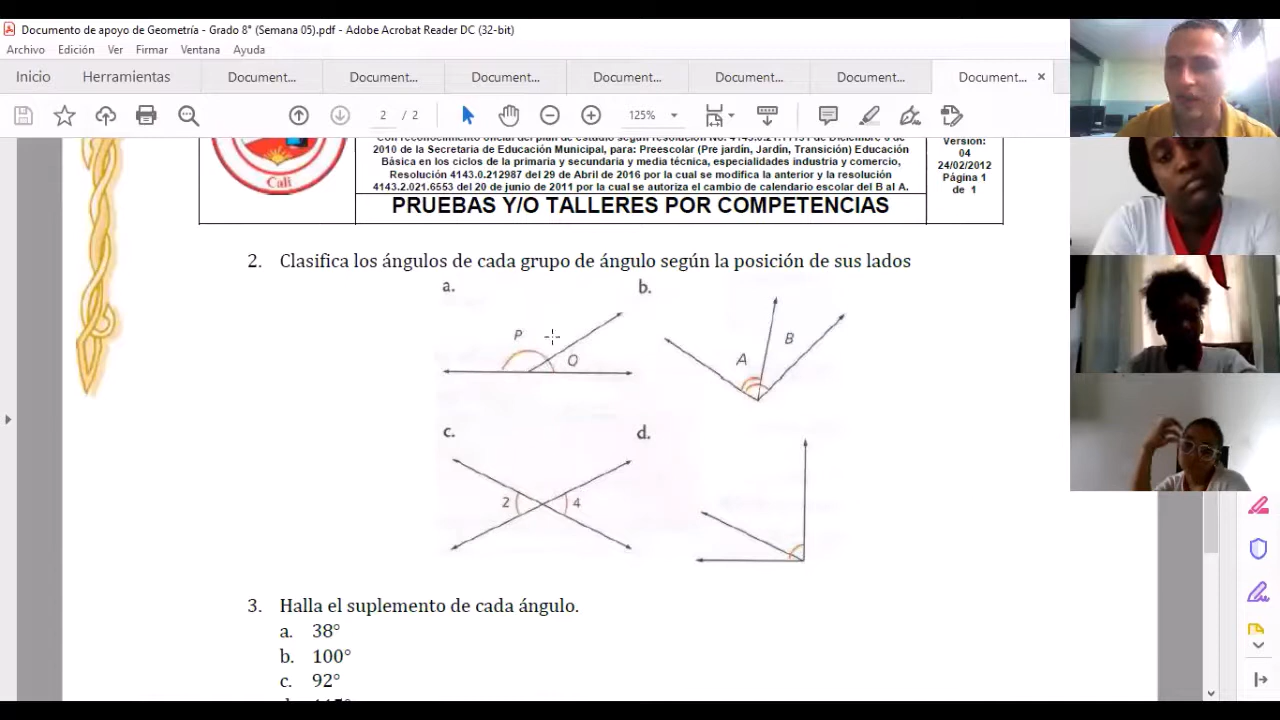 Documento de apoyo de Geometría - Grado 8° (Semana 05).pdf - Adobe Acrobat Reader DC (32-bit)
Archivo Edición Ver Firmar Ventana Ayuda
Inicio Herramientas Document... Document... Document... Document... Document... Document... Document... ×
2 / 2 125%
2010 de la Secretaria de Educación Municipal, para: Preescolar (Pre jardín, Jardín, Transición) Educación
Básica en los ciclos de la primaria y secundaria y media técnica, especialidades industria y comercio,
Resolución 4143.0.212987 del 29 de Abril de 2016 por la cual se modifica la anterior y la resolución
4143.2.021.6553 del 20 de junio de 2011 por la cual se autoriza el cambio de calendario escolar del B al A.
PRUEBAS Y/O TALLERES POR COMPETENCIAS
Versión:
04
24/02/2012
Página 1
de 1
Cali
2. Clasifica los ángulos de cada grupo de ángulo según la posición de sus lados
a. b.
P Q A B
c. d.
2 4
3. Halla el suplemento de cada ángulo.
a. 38°
b. 100°
c. 92°